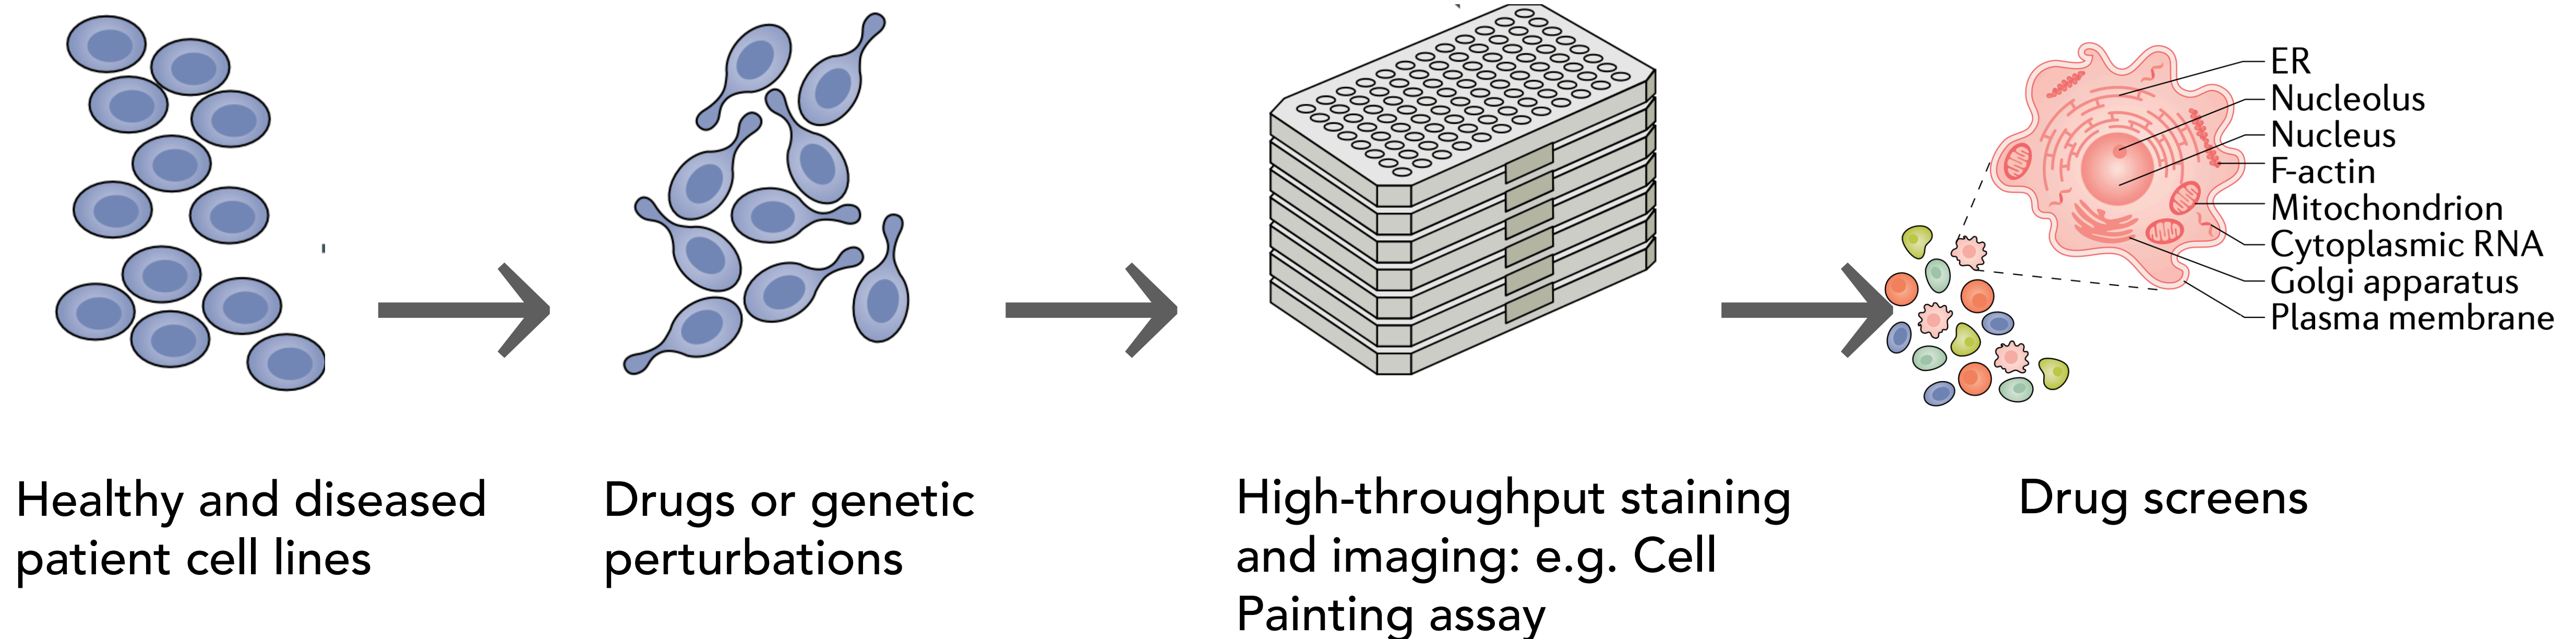 ER
Nucleolus
Nucleus
F-actin
Mitochondrion
Cytoplasmic RNA
Golgi apparatus
Plasma membrane
Healthy and diseased
patient cell lines
Drugs or genetic
perturbations
High-throughput staining
and imaging: e.g. Cell
Painting assay
Drug screens